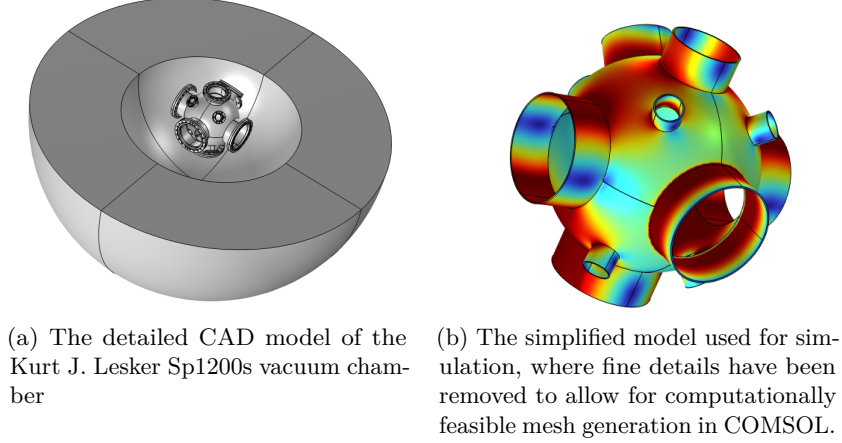 (a) The detailed CAD model of the
Kurt J. Lesker Sp1200s vacuum cham-
ber
(b) The simplified model used for sim-
ulation, where fine details have been
removed to allow for computationally
feasible mesh generation in COMSOL.